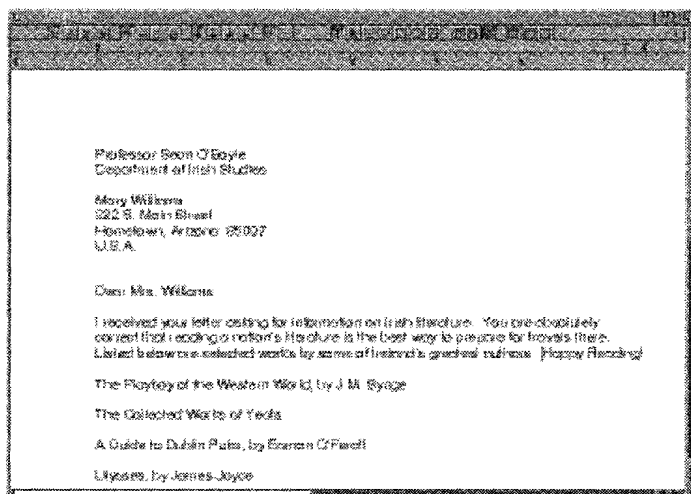 Professor Sean O'Boyle
Department of Irish Studies
Mary Williams
222 S. Main Street
Hometown, Arizona
U.S.A.
Dear Mrs. Williams
I received your letter asking for information on Irish literature. You are absolutely
correct that reading a nation's literature is the best way to prepare for travels there.
Listed below are selected works by some of Ireland's greatest authors. Happy Reading!
The Playboy of the Western World, by J.M. Synge
The Collected Works of Yeats
A Guide to Dublin Pubs, by Eamon O'Farrell
Ulysses, by James Joyce